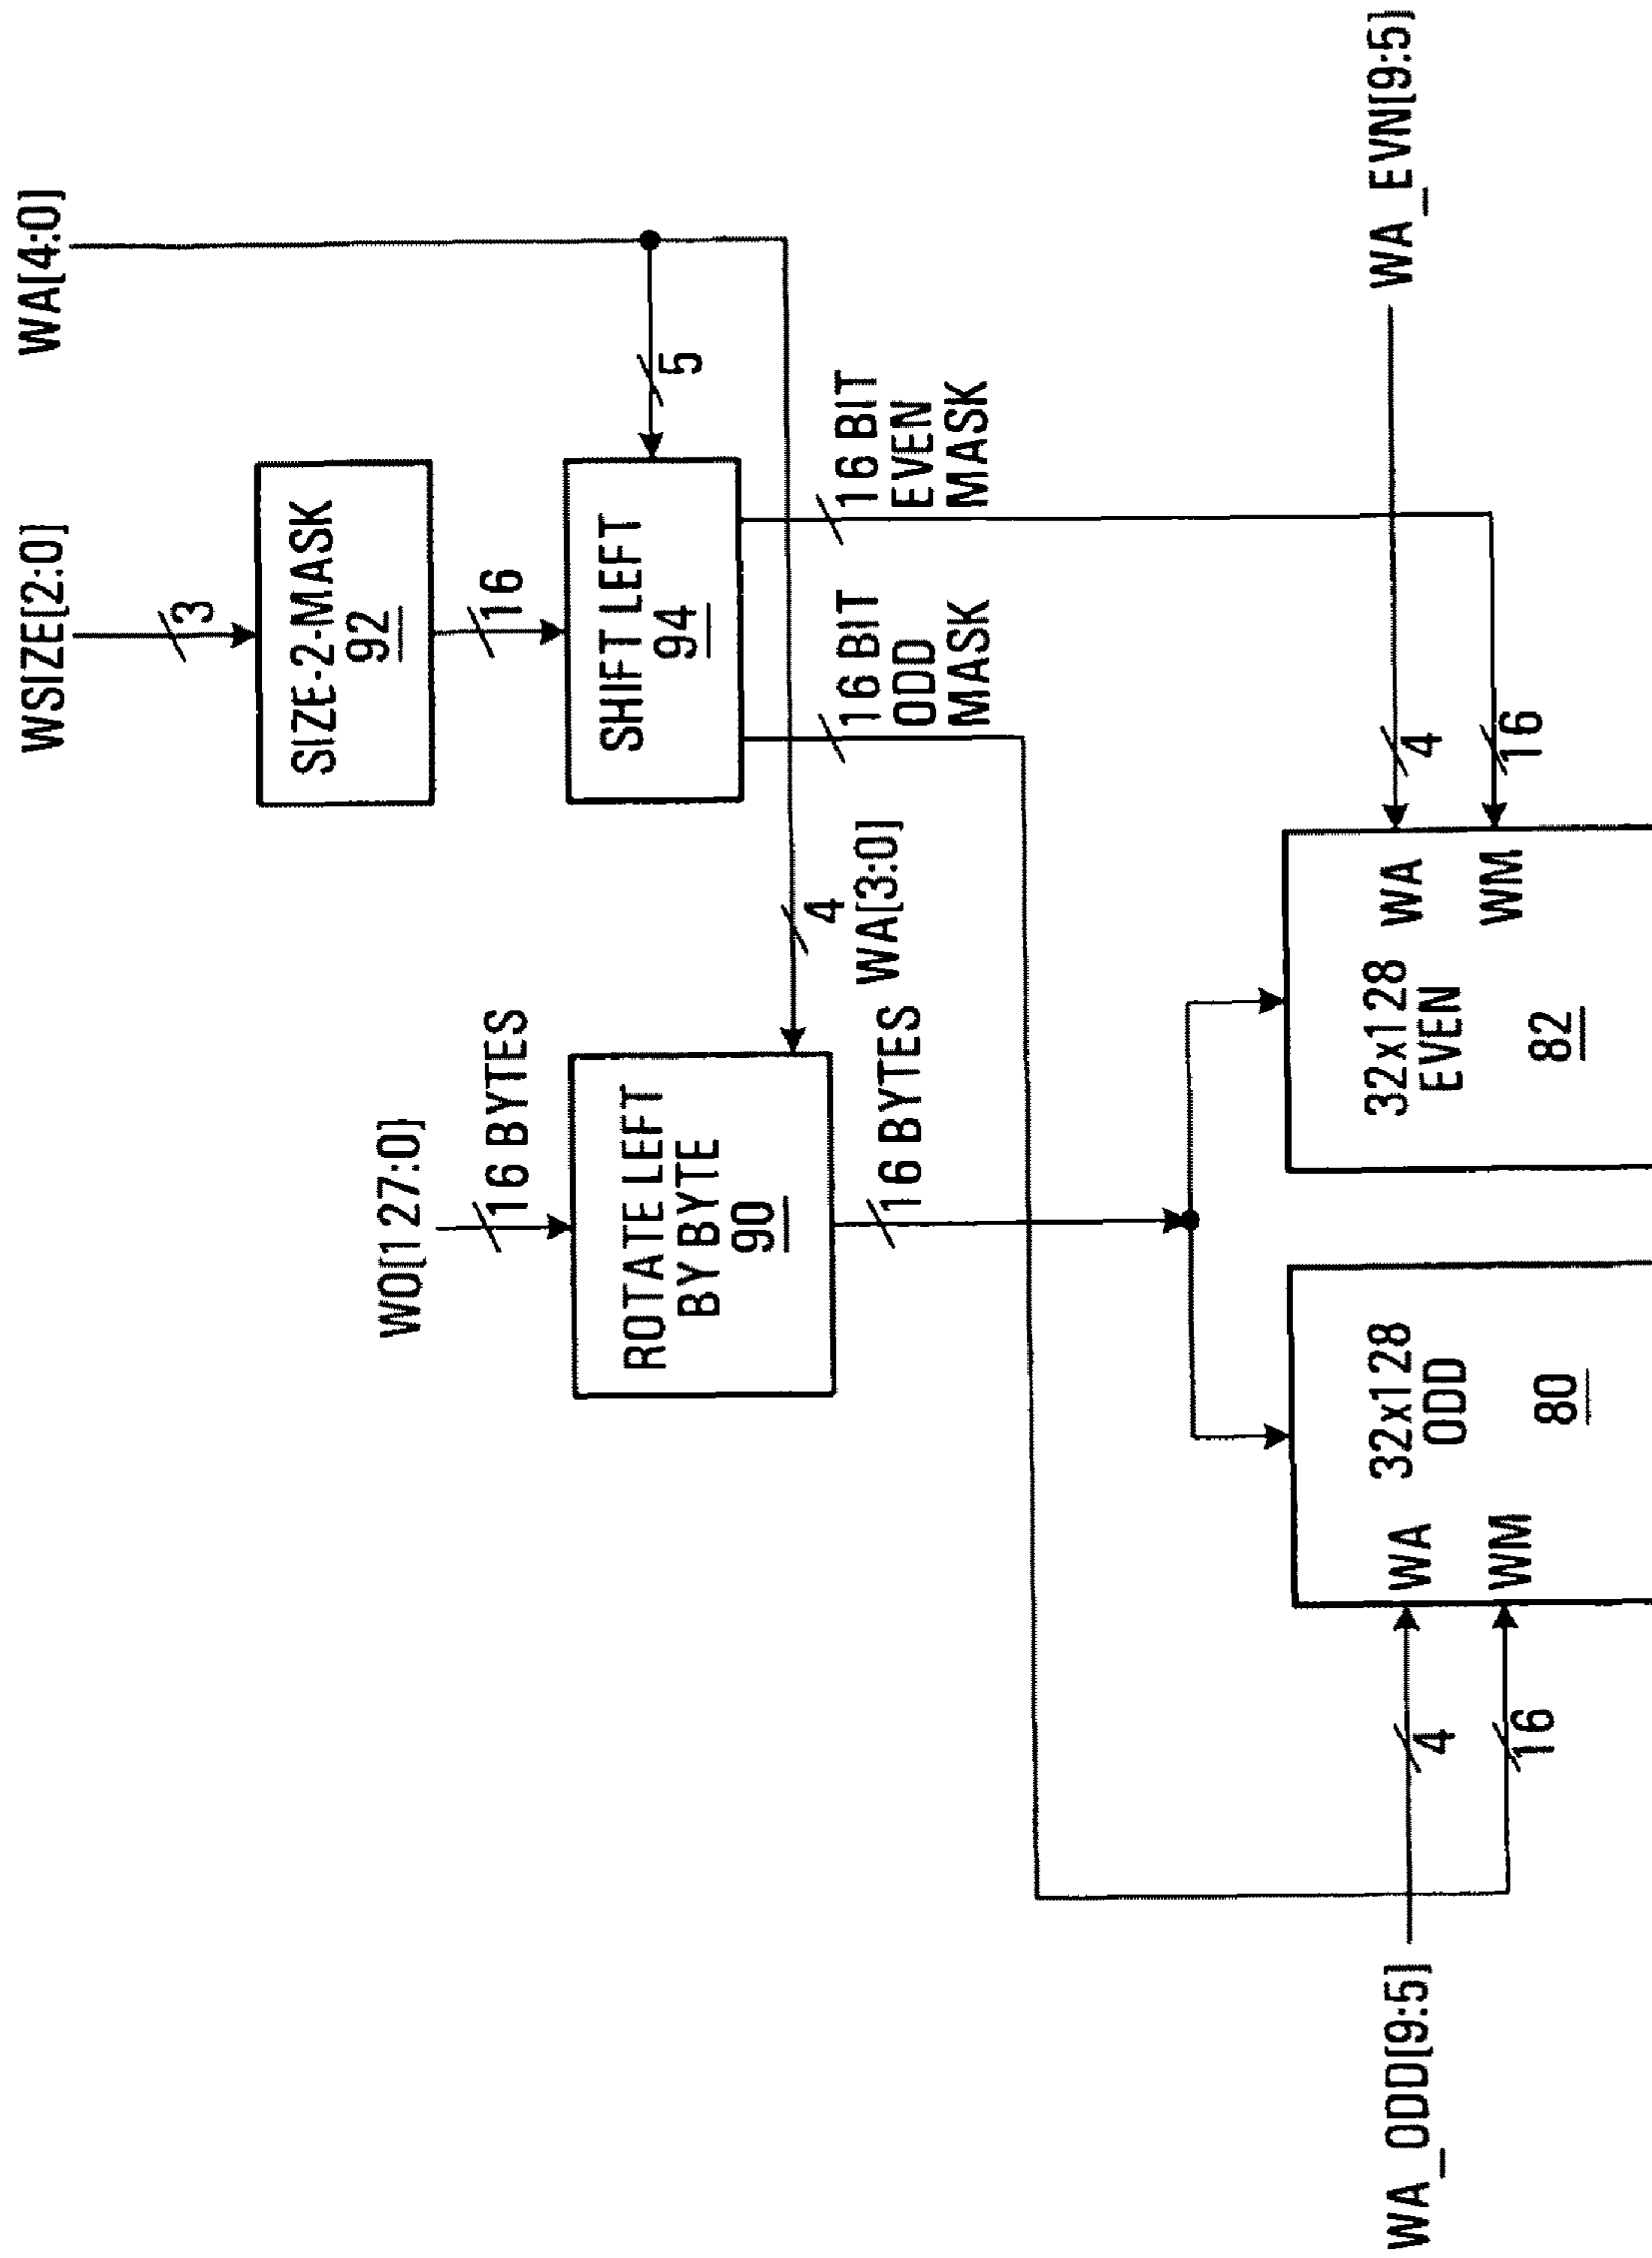 WSIZE[2:0]
WA[4:0]
3
SIZE-2-MASK
92
16
SHIFT LEFT
94
5
WO[127:0]
16 BYTES
ROTATE LEFT
BY BYTE
90
4
WA[3:0]
16 BYTES
16 BIT
ODD
MASK
16 BIT
EVEN
MASK
WA_ODD[9:5]
4
16
WA
WM
32x128
ODD
80
32x128
EVEN
82
WA
WM
4
16
WA_EVN[9:5]